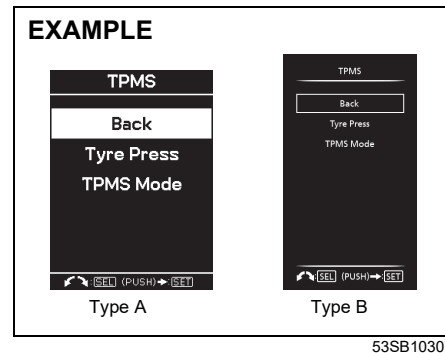 EXAMPLE
TPMS
Back
Tyre Press
TPMS Mode
:SEL (PUSH)➔:SET
Type A
TPMS
Back
Tyre Press
TPMS Mode
:SEL (PUSH)➔:SET
Type B
53SB1030